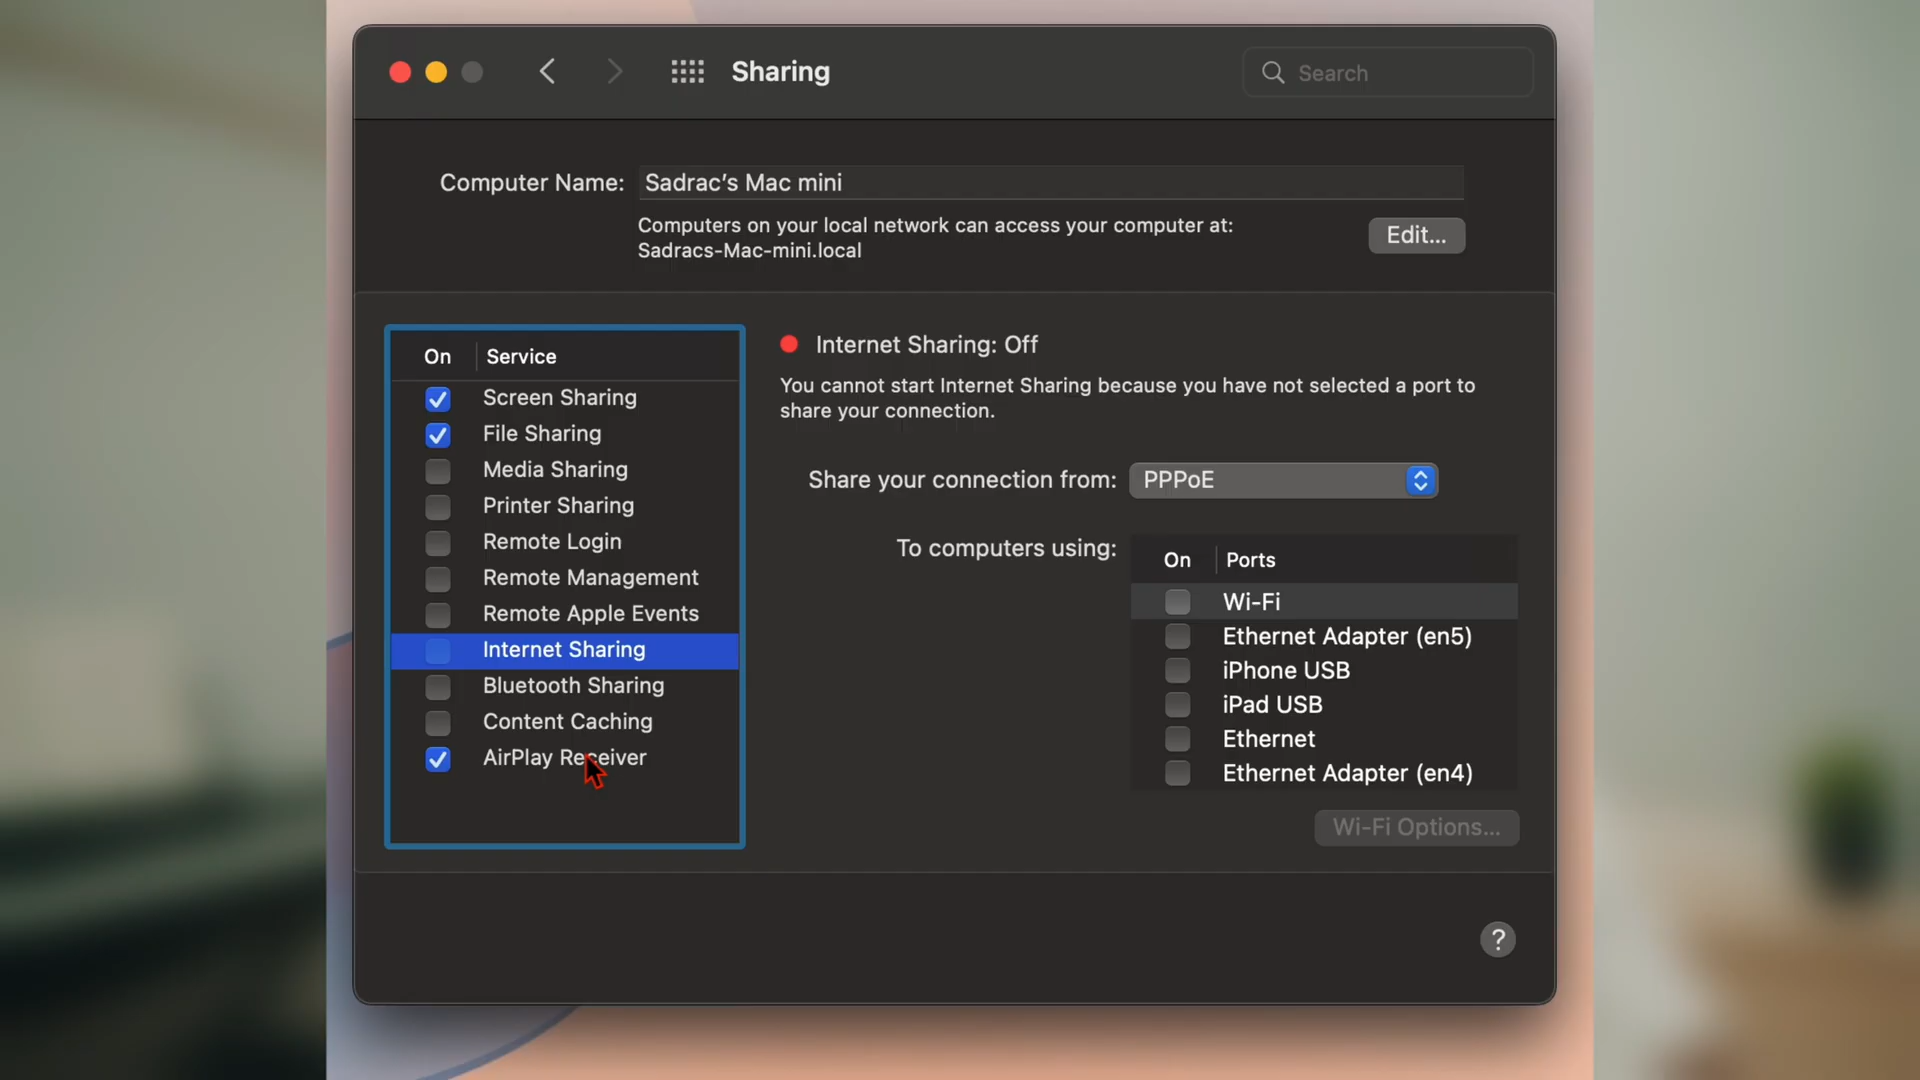 Sharing
Search
Computer Name: Sadrac's Mac mini
Computers on your local network can access your computer at:
Sadracs-Mac-mini.local
Edit...
On Service
Screen Sharing
File Sharing
Media Sharing
Printer Sharing
Remote Login
Remote Management
Remote Apple Events
Internet Sharing
Bluetooth Sharing
Content Caching
AirPlay Receiver
Internet Sharing: Off
You cannot start Internet Sharing because you have not selected a port to
share your connection.
Share your connection from: PPPoE
To computers using:
On Ports
Wi-Fi
Ethernet Adapter (en5)
iPhone USB
iPad USB
Ethernet
Ethernet Adapter (en4)
Wi-Fi Options...
?